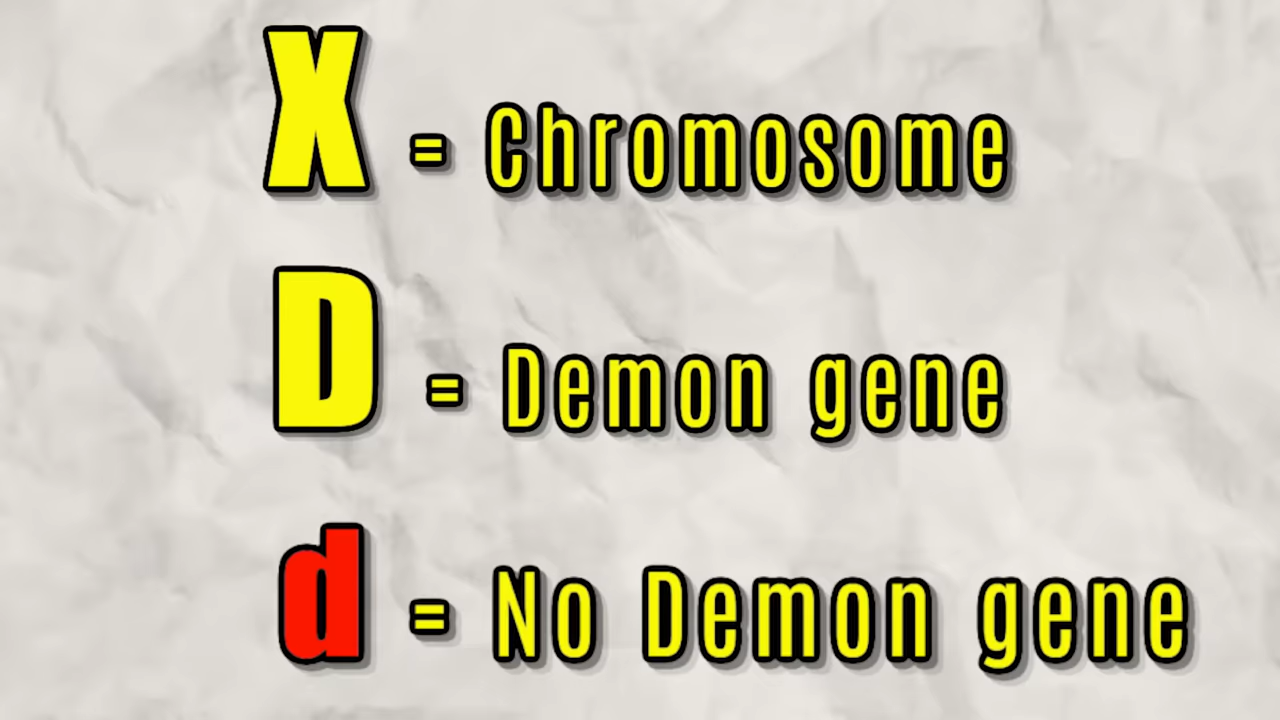 X = Chromosome
D = Demon gene
d = No Demon gene